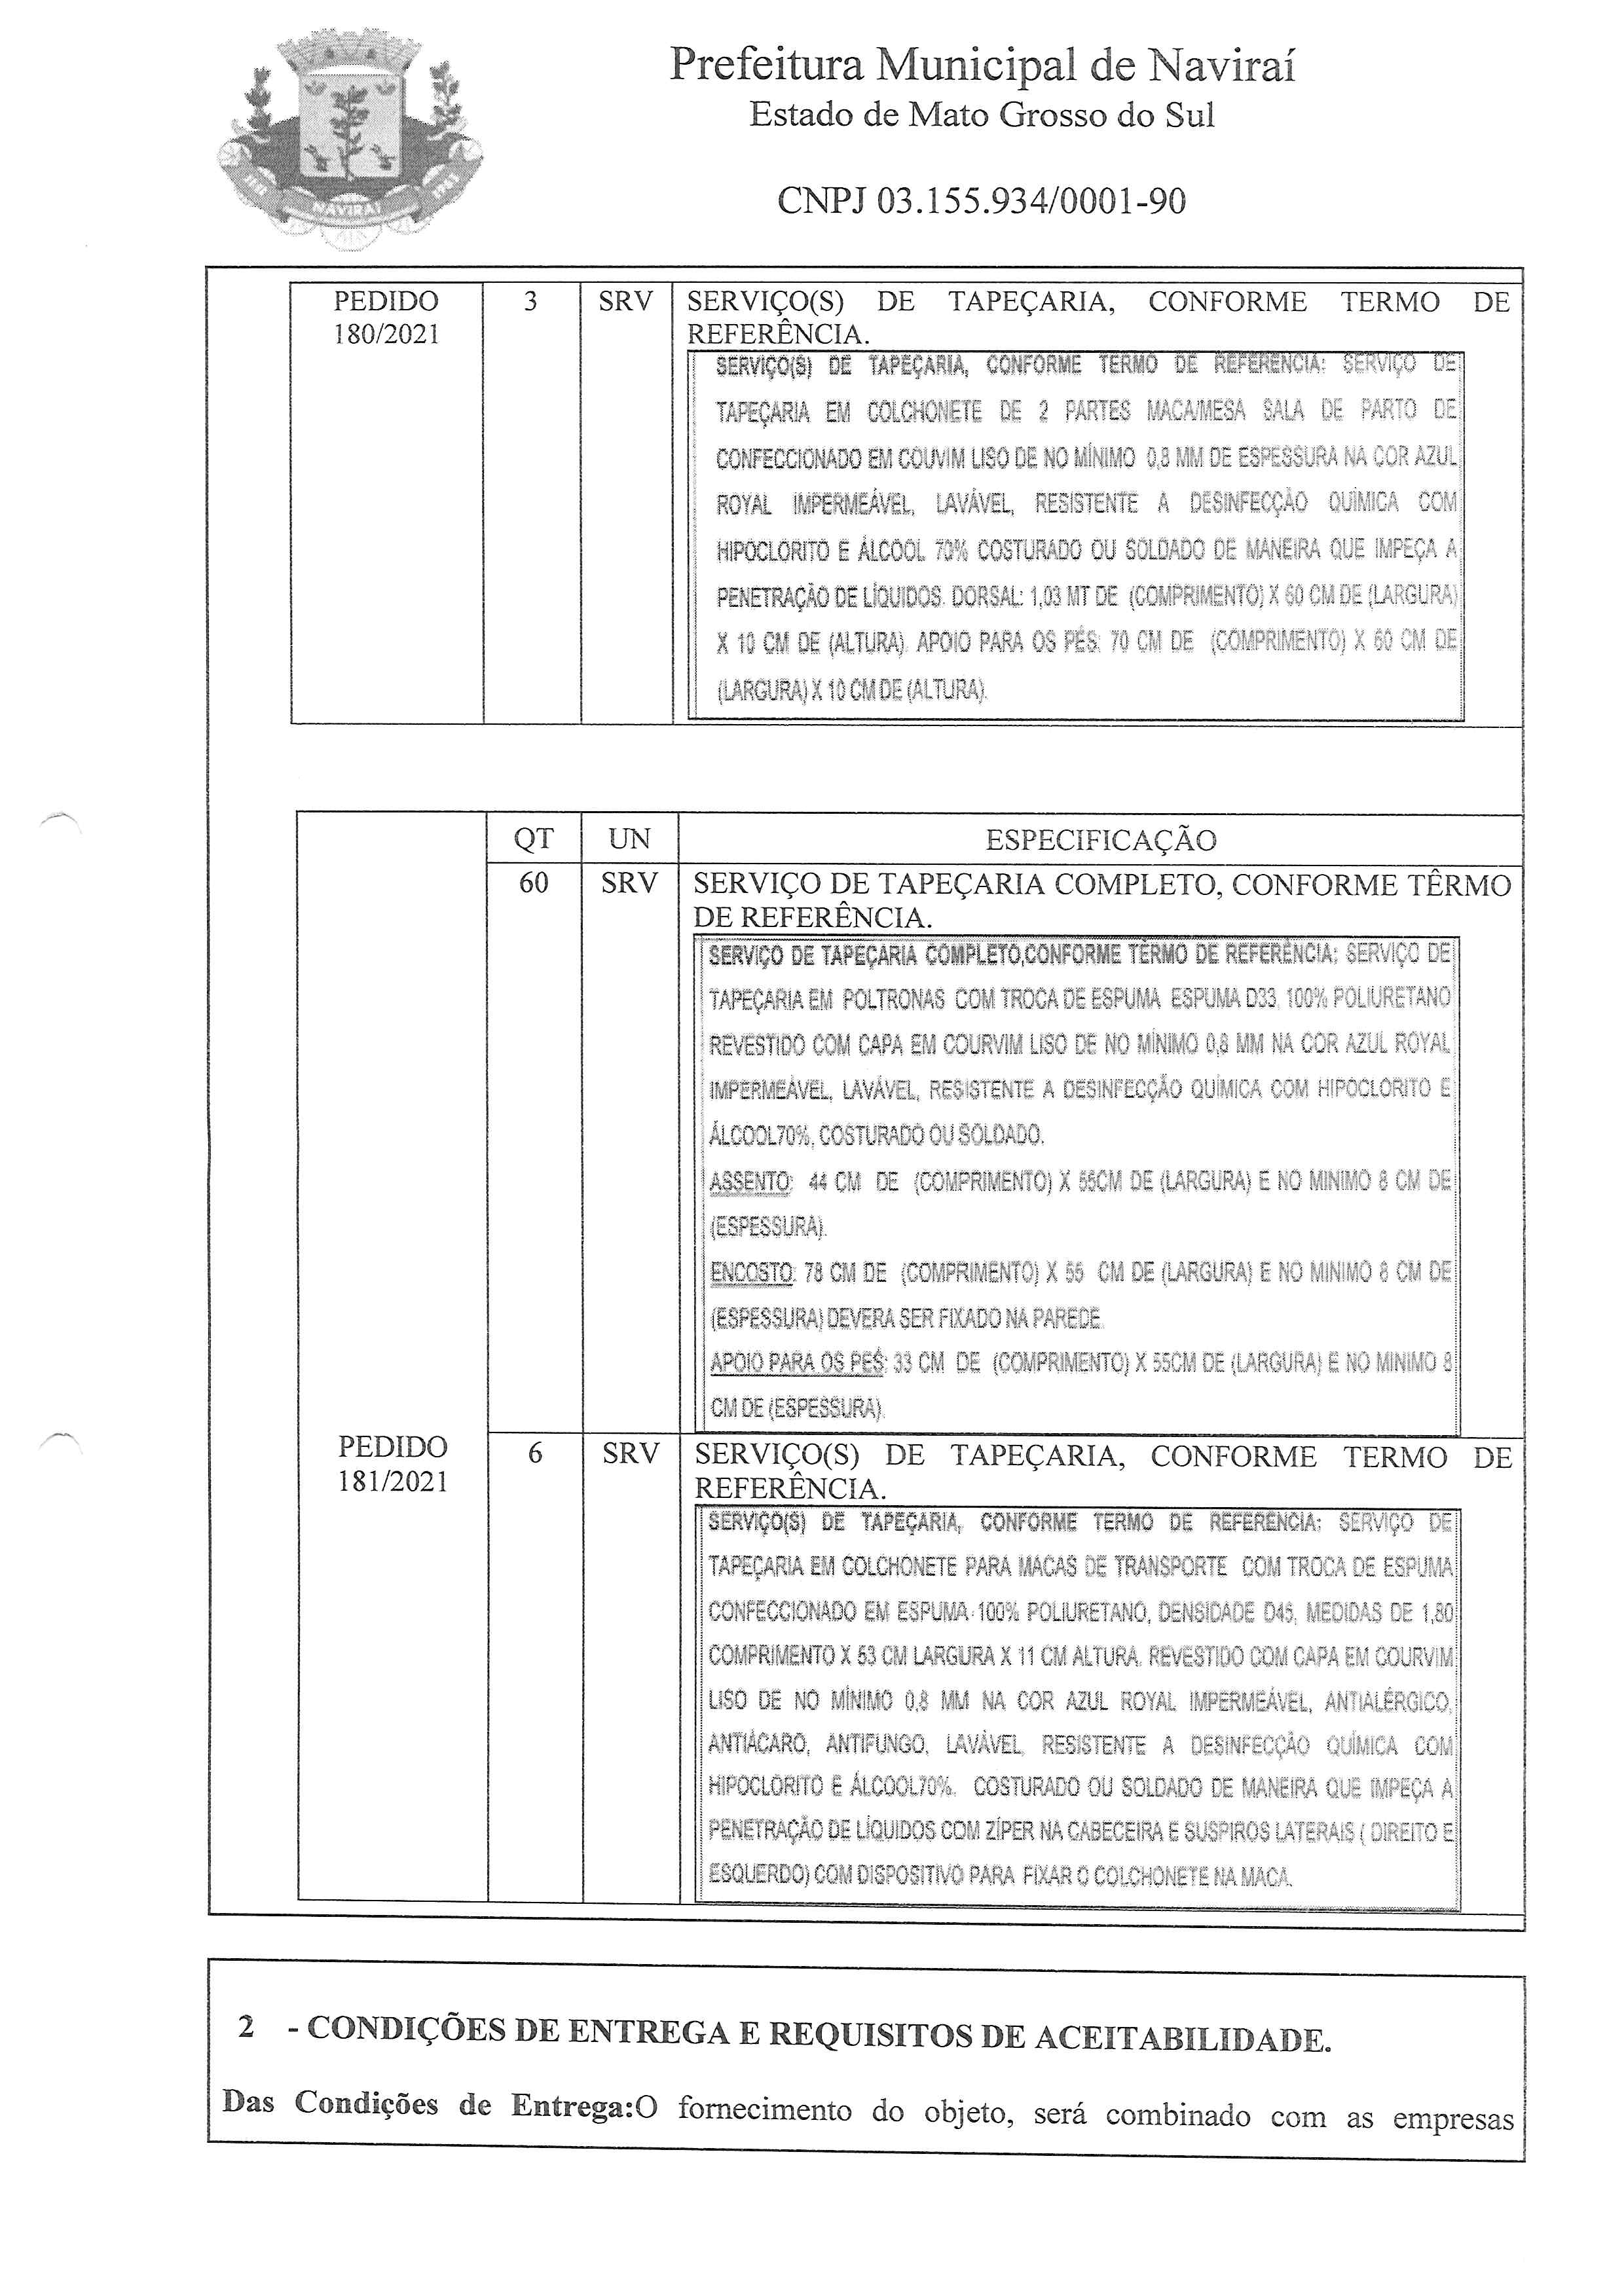 Prefeitura Municipal de Naviraí
Estado de Mato Grosso do Sul
CNPJ 03.155.934/0001-90
NAVIRAÍ
1963
PEDIDO
180/2021
3
SRV
SERVIÇO(S) DE TAPEÇARIA, CONFORME TERMO DE
REFERÊNCIA.
SERVIÇO(S) DE TAPEÇARIA, CONFORME TERMO DE REFERENCIA: SERVIÇO DE
TAPEÇARIA EM COLCHONETE DE 2 PARTES MACA/MESA SALA DE PARTO DE
CONFECCIONADO EM COUVIM LISO DE NO MÍNIMO 0,8 MM DE ESPESSURA NA COR AZUL
ROYAL IMPERMEÁVEL, LAVÁVEL, RESISTENTE A DESINFECÇÃO QUÍMICA COM
HIPOCLORITO E ÁLCOOL 70% COSTURADO OU SOLDADO DE MANEIRA QUE IMPEÇA A
PENETRAÇÃO DE LÍQUIDOS. DORSAL: 1,03 MT DE (COMPRIMENTO) X 60 CM DE (LARGURA)
X 10 CM DE (ALTURA). APOIO PARA OS PÉS: 70 CM DE (COMPRIMENTO) X 60 CM DE
(LARGURA) X 10 CM DE (ALTURA).
QT
UN
ESPECIFICAÇÃO
60
SRV
SERVIÇO DE TAPEÇARIA COMPLETO, CONFORME TÊRMO
DE REFERÊNCIA.
SERVIÇO DE TAPEÇARIA COMPLETO,CONFORME TÊRMO DE REFERÊNCIA: SERVIÇO DE
TAPEÇARIA EM POLTRONAS COM TROCA DE ESPUMA ESPUMA D33, 100% POLIURETANO
REVESTIDO COM CAPA EM COURVIM LISO DE NO MÍNIMO 0,8 MM NA COR AZUL ROYAL
IMPERMEÁVEL, LAVÁVEL, RESISTENTE A DESINFECÇÃO QUÍMICA COM HIPOCLORITO E
ÁLCOOL70%, COSTURADO OU SOLDADO.
ASSENTO: 44 CM DE (COMPRIMENTO) X 55CM DE (LARGURA) E NO MINIMO 8 CM DE
(ESPESSURA).
ENCOSTO: 78 CM DE (COMPRIMENTO) X 55 CM DE (LARGURA) E NO MINIMO 8 CM DE
(ESPESSURA) DEVERA SER FIXADO NA PAREDE.
APOIO PARA OS PEŚ: 33 CM DE (COMPRIMENTO) X 55CM DE (LARGURA) E NO MINIMO 8
CM DE (ESPESSURA).
PEDIDO
181/2021
6
SRV
SERVIÇO(S) DE TAPEÇARIA, CONFORME TERMO DE
REFERÊNCIA.
SERVIÇO(S) DE TAPEÇARIA, CONFORME TERMO DE REFERENCIA: SERVIÇO DE
TAPEÇARIA EM COLCHONETE PARA MACAS DE TRANSPORTE COM TROCA DE ESPUMA
CONFECCIONADO EM ESPUMA 100% POLIURETANO, DENSIDADE D45, MEDIDAS DE 1,80
COMPRIMENTO X 53 CM LARGURA X 11 CM ALTURA. REVESTIDO COM CAPA EM COURVIM
LISO DE NO MÍNIMO 0,8 MM NA COR AZUL ROYAL IMPERMEÁVEL, ANTIALÉRGICO,
ANTIÁCARO, ANTIFUNGO, LAVÁVEL, RESISTENTE A DESINFECÇÃO QUÍMICA COM
HIPOCLORITO E ÁLCOOL70%. COSTURADO OU SOLDADO DE MANEIRA QUE IMPEÇA A
PENETRAÇÃO DE LÍQUIDOS COM ZÍPER NA CABECEIRA E SUSPIROS LATERAIS ( DIREITO E
ESQUERDO) COM DISPOSITIVO PARA FIXAR O COLCHONETE NA MACA.
2 - CONDIÇÕES DE ENTREGA E REQUISITOS DE ACEITABILIDADE.
Das Condições de Entrega:O fornecimento do objeto, será combinado com as empresas